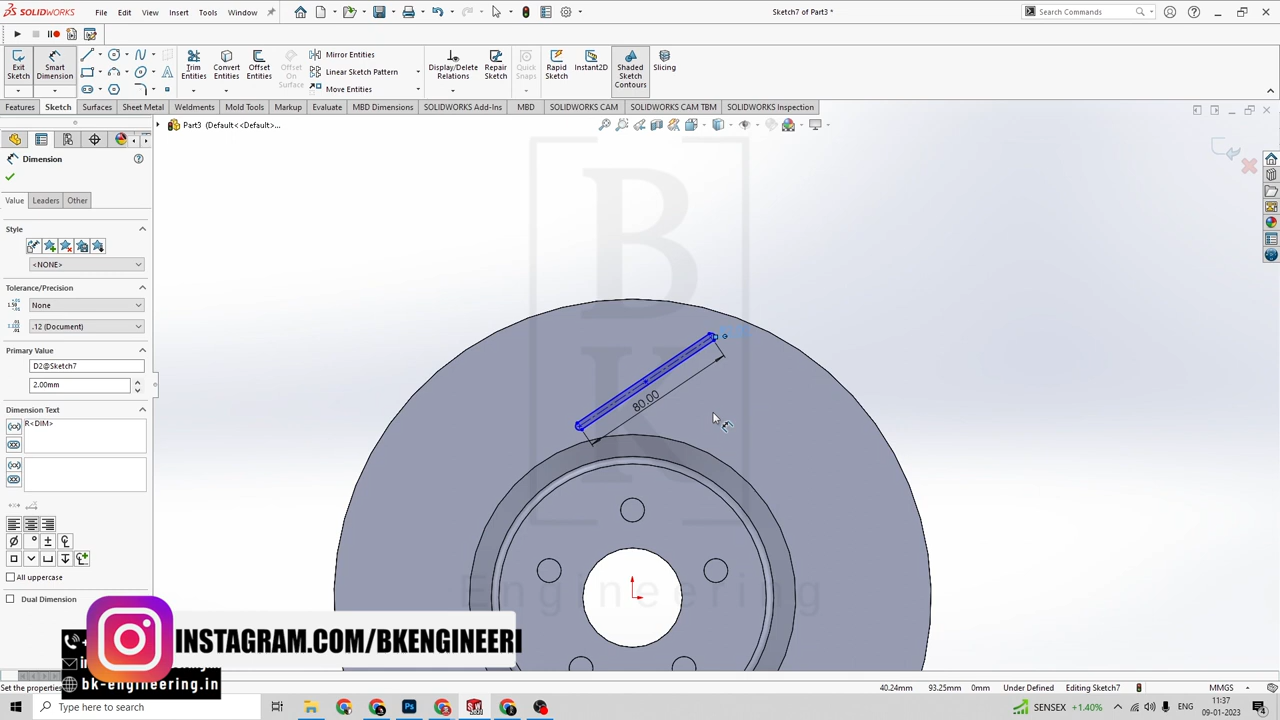 SOLIDWORKS
File
Edit
View
Insert
Tools
Window
Sketch7 of Part3 *
Search Commands
Exit Sketch
Smart Dimension
Trim Entities
Convert Entities
Offset Entities
Offset On Surface
Mirror Entities
Linear Sketch Pattern
Move Entities
Display/Delete Relations
Repair Sketch
Quick Snaps
Rapid Sketch
Instant2D
Shaded Sketch Contours
Slicing
Features
Sketch
Surfaces
Sheet Metal
Weldments
Mold Tools
Markup
Evaluate
MBD Dimensions
SOLIDWORKS Add-Ins
MBD
SOLIDWORKS CAM
SOLIDWORKS CAM TBM
SOLIDWORKS Inspection
Part3 (Default<<Default>...
Dimension
Value
Leaders
Other
Style
<NONE>
Tolerance/Precision
None
.12 (Document)
Primary Value
D2@Sketch7
2.00mm
Dimension Text
R<DIM>
All uppercase
Dual Dimension
80.00
B
K
Engineering
INSTAGRAM.COM/BKENGINEERI
bk-engineering.in
Set the properties
40.24mm
93.25mm
0mm
Under Defined
Editing Sketch7
MMGS
Type here to search
SENSEX
+1.40%
ENG
11:37
09-01-2023